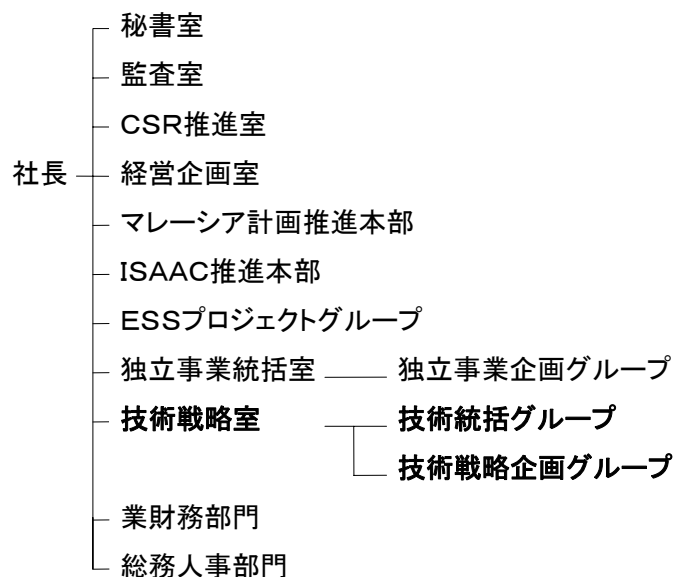 秘書室
監査室
CSR推進室
社長 経営企画室
マレーシア計画推進本部
ISAAC推進本部
ESSプロジェクトグループ
独立事業統括室 独立事業企画グループ
技術戦略室 技術統括グループ
技術戦略企画グループ
業財務部門
総務人事部門